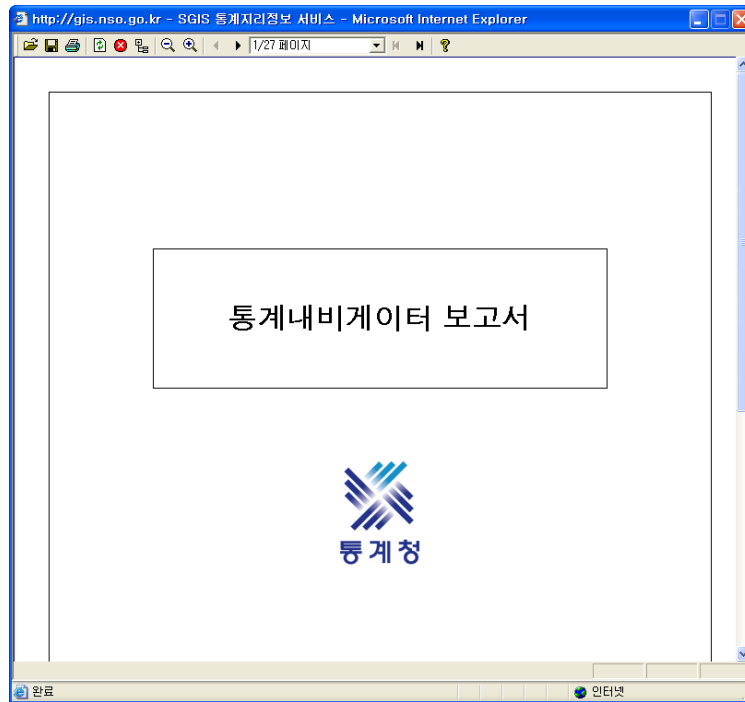 http://gis.nso.go.kr - SGIS 통계지리정보 서비스 - Microsoft Internet Explorer
1/27 페이지
통계내비게이터 보고서
통계청
완료
인터넷